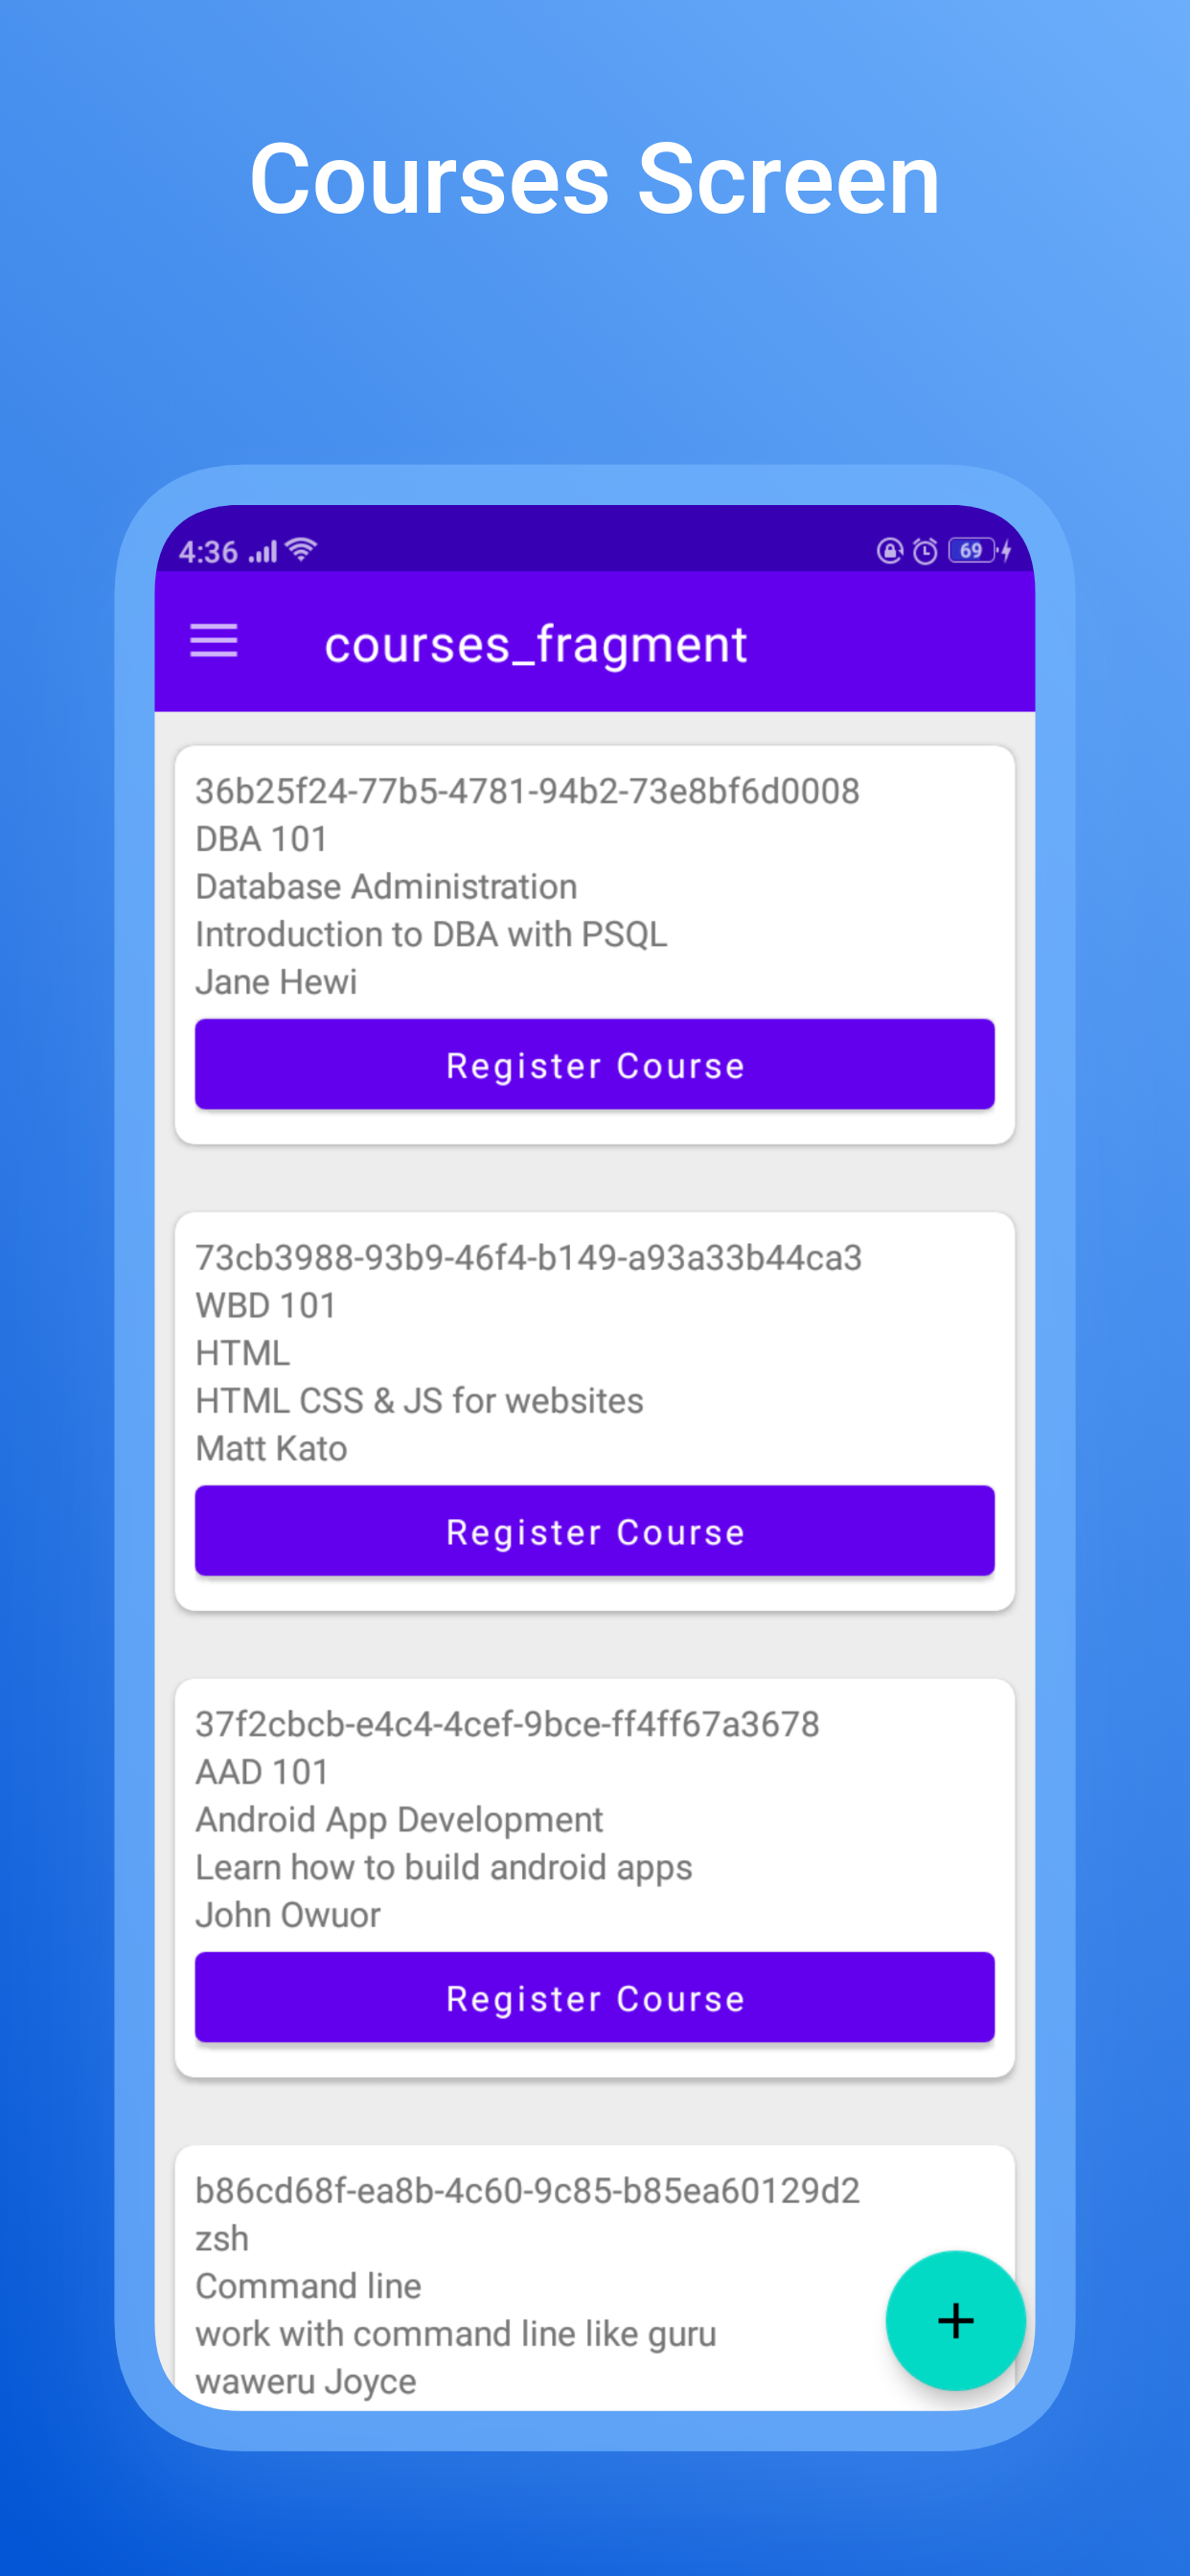 Courses Screen
4:36
69
courses_fragment
36b25f24-77b5-4781-94b2-73e8bf6d0008
DBA 101
Database Administration
Introduction to DBA with PSQL
Jane Hewi
Register Course
73cb3988-93b9-46f4-b149-a93a33b44ca3
WBD 101
HTML
HTML CSS & JS for websites
Matt Kato
Register Course
37f2cbcb-e4c4-4cef-9bce-ff4ff67a3678
AAD 101
Android App Development
Learn how to build android apps
John Owuor
Register Course
b86cd68f-ea8b-4c60-9c85-b85ea60129d2
zsh
Command line
work with command line like guru
waweru Joyce